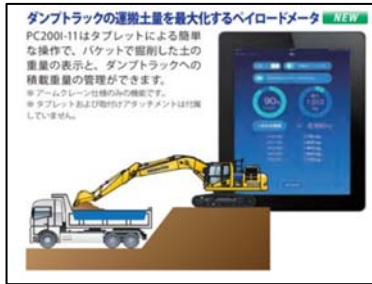 ダンプトラックの運搬土量を最大化するペイロードメータ NEW
PC200i-11はタブレットによる簡単
な操作で、バケットで掘削した土の
重量の表示と、ダンプトラックへの
積載重量の管理ができます。
※ アームクレーン仕様のみの機能です。
※ タブレットおよび取付けアタッチメントは付属
していません。
90